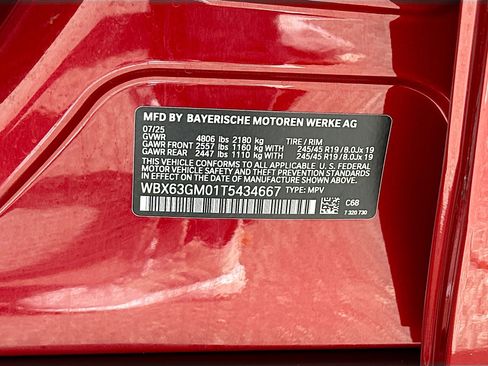 MFD BY BAYERISCHE MOTOREN WERKE AG
07/25
GVWR 4806 lbs 2180 kg TIRE / RIM
GAWR FRONT 2557 lbs 1160 KG WITH 245/45 R19 / 8.0Jx 19
GAWR REAR 2447 lbs 1110 KG WITH 245/45 R19 / 8.0Jx 19
THIS VEHICLE CONFORMS TO ALL APPLICABLE U. S. FEDERAL
MOTOR VEHICLE SAFETY AND THEFT PREVENTION STANDARDS
IN EFFECT ON THE DATE OF MANUFACTURE SHOWN ABOVE.
WBX63GM01T5434667 TYPE: MPV
C68
7 320 730